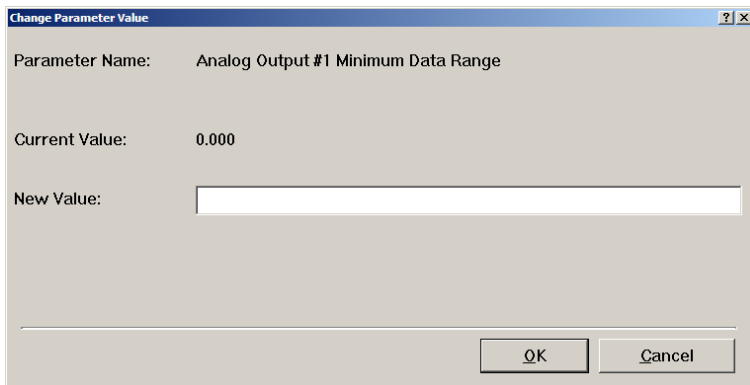 Change Parameter Value
Parameter Name: Analog Output #1 Minimum Data Range
Current Value: 0.000
New Value:
OK Cancel